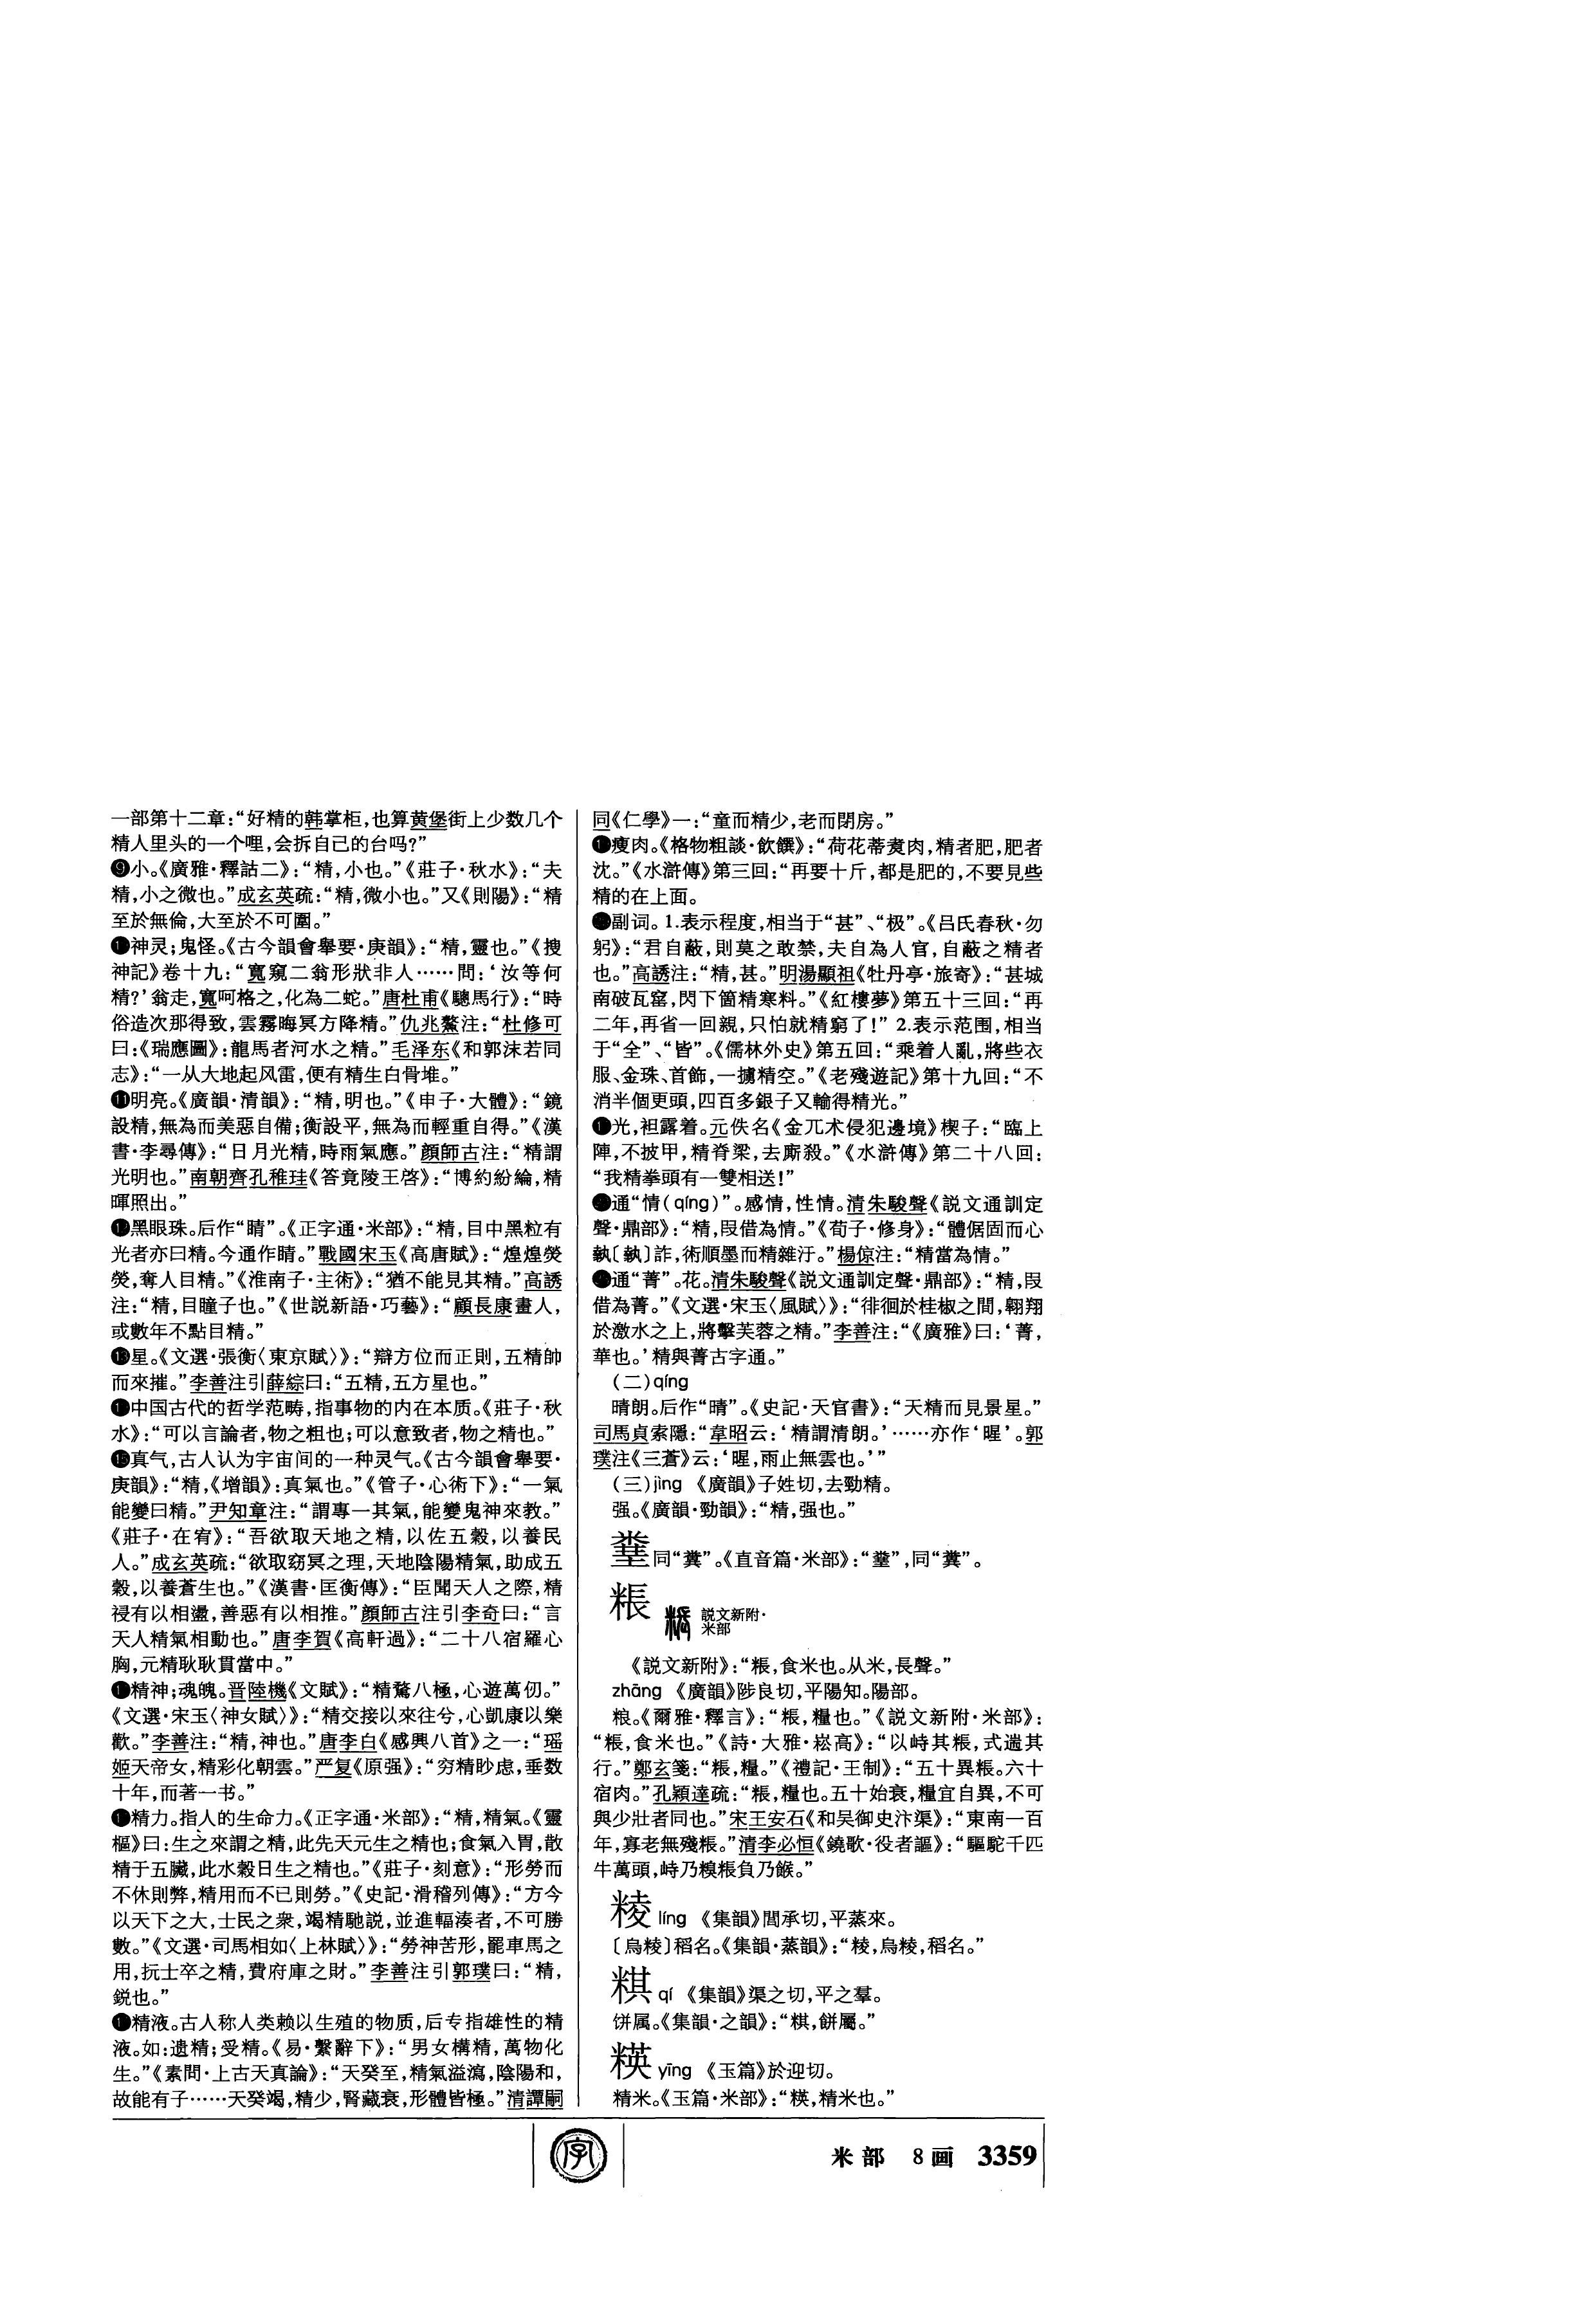 一部第十二章：“好精的韩掌柜，也算黄堡街上少数几个
精人里头的一个哩，会拆自己的台吗？”
❾小。《廣雅·釋詁二》：“精，小也。”《莊子·秋水》：“夫
精，小之微也。”成玄英疏：“精，微小也。”又《則陽》：“精
至於無倫，大至於不可圍。”
神灵；鬼怪。《古今韻會舉要·庚韻》：“精，靈也。”《搜
神記》卷十九：“寬窺二翁形狀非人……問：‘汝等何
精？’翁走，寬呵格之，化為二蛇。”唐杜甫《驄馬行》：“時
俗造次那得致，雲霧晦冥方降精。”仇兆鰲注：“杜修可
曰：《瑞應圖》：龍馬者河水之精。”毛泽东《和郭沫若同
志》：“一从大地起风雷，便有精生白骨堆。”
⓫明亮。《廣韻·清韻》：“精，明也。”《申子·大體》：“鏡
設精，無為而美惡自備；衡設平，無為而輕重自得。”《漢
書·李尋傳》：“日月光精，時雨氣應。”顔師古注：“精謂
光明也。”南朝齊孔稚珪《答竟陵王啓》：“博約紛綸，精
暉照出。”
黑眼珠。后作“睛”。《正字通·米部》：“精，目中黑粒有
光者亦曰精。今通作睛。”戰國宋玉《高唐賦》：“煌煌熒
熒，奪人目精。”《淮南子·主術》：“猶不能見其精。”高誘
注：“精，目瞳子也。”《世説新語·巧藝》：“顧長康畫人，
或數年不點目精。”
⓭星。《文選·張衡〈東京賦〉》：“辯方位而正則，五精帥
而來摧。”李善注引薛綜曰：“五精，五方星也。”
中国古代的哲学范畴，指事物的内在本质。《莊子·秋
水》：“可以言論者，物之粗也；可以意致者，物之精也。”
⓯真气，古人认为宇宙间的一种灵气。《古今韻會舉要·
庚韻》：“精，《增韻》：真氣也。”《管子·心術下》：“一氣
能變曰精。”尹知章注：“謂專一其氣，能變鬼神來教。”
《莊子·在宥》：“吾欲取天地之精，以佐五穀，以養民
人。”成玄英疏：“欲取窈冥之理，天地陰陽精氣，助成五
穀，以養蒼生也。”《漢書·匡衡傳》：“臣聞天人之際，精
祲有以相盪，善惡有以相推。”顔師古注引李奇曰：“言
天人精氣相動也。”唐李賀《高軒過》：“二十八宿羅心
胸，元精耿耿貫當中。”
精神；魂魄。晋陸機《文賦》：“精騖八極，心遊萬仞。”
《文選·宋玉〈神女賦〉》：“精交接以來往兮，心凱康以樂
歡。”李善注：“精，神也。”唐李白《感興八首》之一：“瑶
姬天帝女，精彩化朝雲。”严复《原强》：“穷精眇虑，垂数
十年，而著一书。”
精力。指人的生命力。《正字通·米部》：“精，精氣。《靈
樞》曰：生之來謂之精，此先天元生之精也；食氣入胃，散
精于五臟，此水穀日生之精也。”《莊子·刻意》：“形勞而
不休則弊，精用而不已則勞。”《史記·滑稽列傳》：“方今
以天下之大，士民之衆，竭精馳説，並進輻湊者，不可勝
數。”《文選·司馬相如〈上林賦〉》：“勞神苦形，罷車馬之
用，抏士卒之精，費府庫之財。”李善注引郭璞曰：“精，
鋭也。”
精液。古人称人类赖以生殖的物质，后专指雄性的精
液。如：遗精；受精。《易·繫辭下》：“男女構精，萬物化
生。”《素問·上古天真論》：“天癸至，精氣溢瀉，陰陽和，
故能有子……天癸竭，精少，腎藏衰，形體皆極。”清譚嗣
同《仁學》一：“童而精少，老而閉房。”
瘦肉。《格物粗談·飲饌》：“荷花蒂煑肉，精者肥，肥者
沈。”《水滸傳》第三回：“再要十斤，都是肥的，不要見些
精的在上面。
副词。1.表示程度，相当于“甚”、“极”。《吕氏春秋·勿
躬》：“君自蔽，則莫之敢禁，夫自為人官，自蔽之精者
也。”高誘注：“精，甚。”明湯顯祖《牡丹亭·旅寄》：“甚城
南破瓦窑，閃下箇精寒料。”《紅樓夢》第五十三回：“再
二年，再省一回親，只怕就精窮了！”2.表示范围，相当
于“全”、“皆”。《儒林外史》第五回：“乘着人亂，將些衣
服、金珠、首飾，一擄精空。”《老殘遊記》第十九回：“不
消半個更頭，四百多銀子又輸得精光。”
光，袒露着。元佚名《金兀术侵犯邊境》楔子：“臨上
陣，不披甲，精脊梁，去廝殺。”《水滸傳》第二十八回：
“我精拳頭有一雙相送！”
通“情（qíng）”。感情，性情。清朱駿聲《説文通訓定
聲·鼎部》：“精，叚借為情。”《荀子·修身》：“體倨固而心
執〔埶〕詐，術順墨而精雜汙。”楊倞注：“精當為情。”
通“菁”。花。清朱駿聲《説文通訓定聲·鼎部》：“精，叚
借為菁。”《文選·宋玉〈風賦〉》：“徘徊於桂椒之間，翱翔
於激水之上，將擊芙蓉之精。”李善注：“《廣雅》曰：‘菁，
華也。’精與菁古字通。”
（二）qíng
晴朗。后作“晴”。《史記·天官書》：“天精而見景星。”
司馬貞索隱：“韋昭云：‘精謂清朗。’……亦作‘暒’。郭
璞注《三蒼》云：‘暒，雨止無雲也。’”
（三）jìng 《廣韻》子姓切，去勁精。
强。《廣韻·勁韻》：“精，强也。”
𡊅同“糞”。《直音篇·米部》：“𡊅”，同“糞”。
粻 説文新附·
米部
《説文新附》：“粻，食米也。从米，長聲。”
zhāng 《廣韻》陟良切，平陽知。陽部。
粮。《爾雅·釋言》：“粻，糧也。”《説文新附·米部》：
“粻，食米也。”《詩·大雅·崧高》：“以峙其粻，式遄其
行。”鄭玄箋：“粻，糧。”《禮記·王制》：“五十異粻。六十
宿肉。”孔穎達疏：“粻，糧也。五十始衰，糧宜自異，不可
與少壯者同也。”宋王安石《和吴御史汴渠》：“東南一百
年，寡老無殘粻。”清李必恒《鐃歌·役者謳》：“驅駝千匹
牛萬頭，峙乃糗粻負乃餱。”
䉁 líng 《集韻》閭承切，平蒸來。
〔烏䉁〕稻名。《集韻·蒸韻》：“䉁，烏䉁，稻名。”
粸 qí 《集韻》渠之切，平之羣。
饼属。《集韻·之韻》：“粸，餅屬。”
䊔 yīng 《玉篇》於迎切。
精米。《玉篇·米部》：“䊔，精米也。”
字
米部 8画 3359